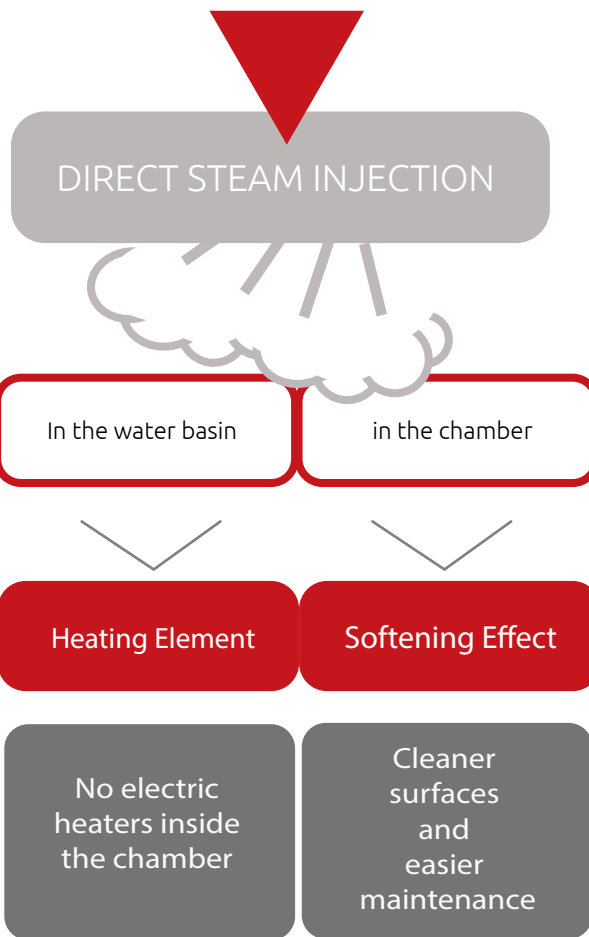 DIRECT STEAM INJECTION
In the water basin
in the chamber
Heating Element
Softening Effect
No electric
heaters inside
the chamber
Cleaner
surfaces
and
easier
maintenance